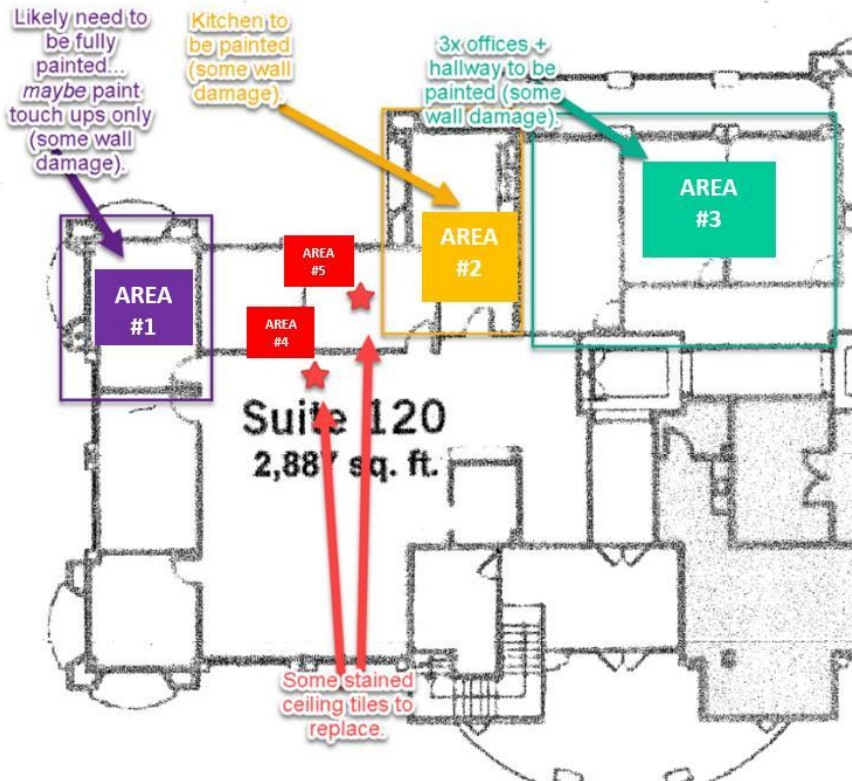 Likely need to
be fully
painted...
maybe paint
touch ups only
(some wall
damage).
Kitchen to
be painted
(some wall
damage).
3x offices +
hallway to be
painted (some
wall damage).
AREA
#1
AREA
#2
AREA
#3
AREA
#5
AREA
#4
Suite 120
2,887 sq. ft.
Some stained
ceiling tiles to
replace.